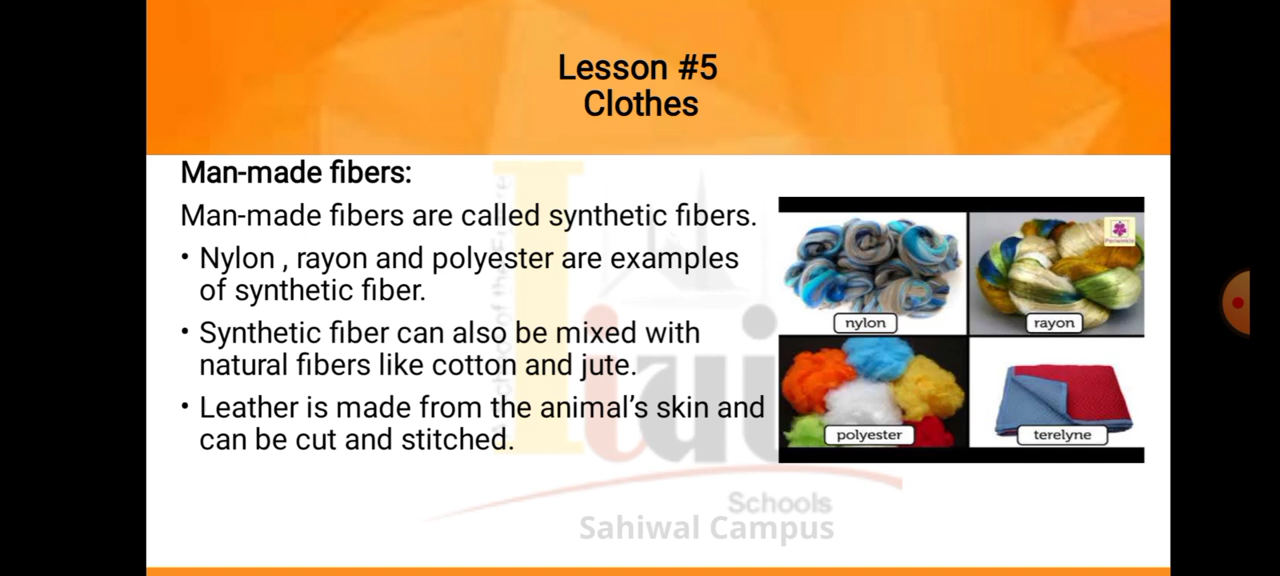 Lesson #5
Clothes
Man-made fibers:
Man-made fibers are called synthetic fibers.
• Nylon , rayon and polyester are examples
of synthetic fiber.
• Synthetic fiber can also be mixed with
natural fibers like cotton and jute.
• Leather is made from the animal's skin and
can be cut and stitched.
nylon
rayon
polyester
terelyne
Schools
Sahiwal Campus